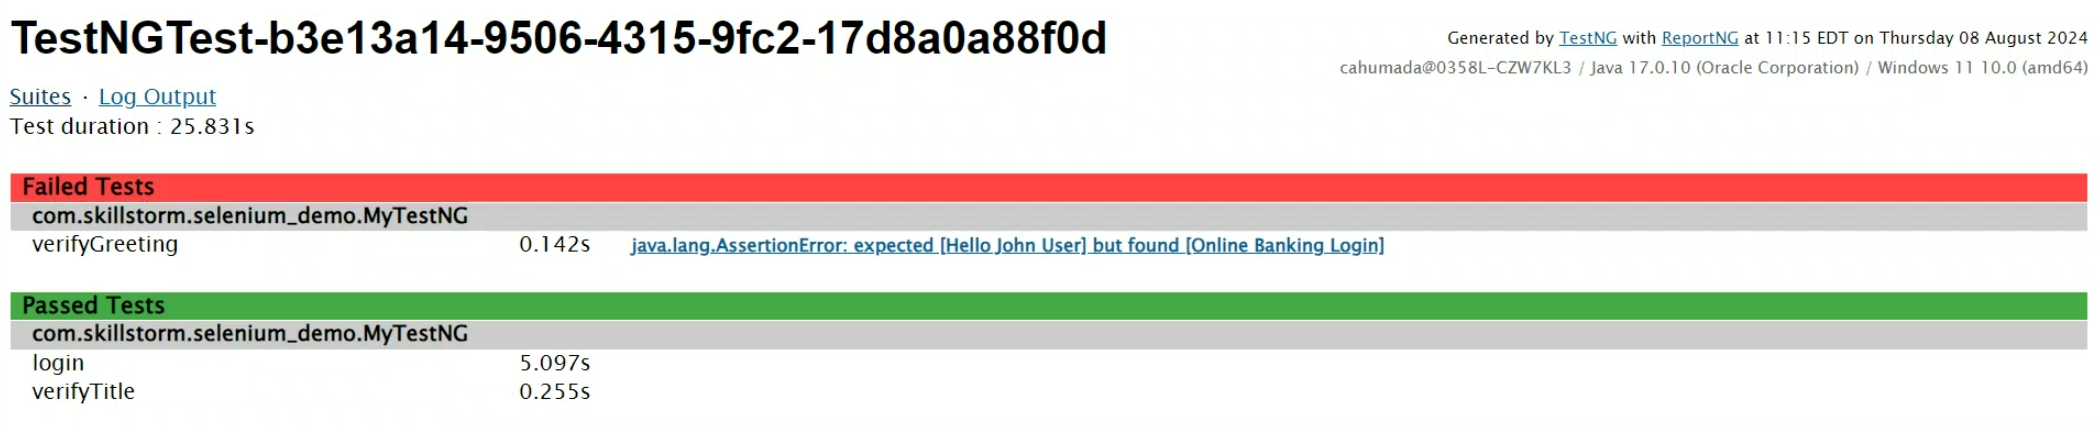 TestNGTest-b3e13a14-9506-4315-9fc2-17d8a0a88f0d
Generated by TestNG with ReportNG at 11:15 EDT on Thursday 08 August 2024
cahumada@0358L-CZW7KL3 / Java 17.0.10 (Oracle Corporation) / Windows 11 10.0 (amd64)
Suites · Log Output
Test duration : 25.831s
Failed Tests
com.skillstorm.selenium_demo.MyTestNG
verifyGreeting 0.142s java.lang.AssertionError: expected [Hello John User] but found [Online Banking Login]
Passed Tests
com.skillstorm.selenium_demo.MyTestNG
login 5.097s
verifyTitle 0.255s